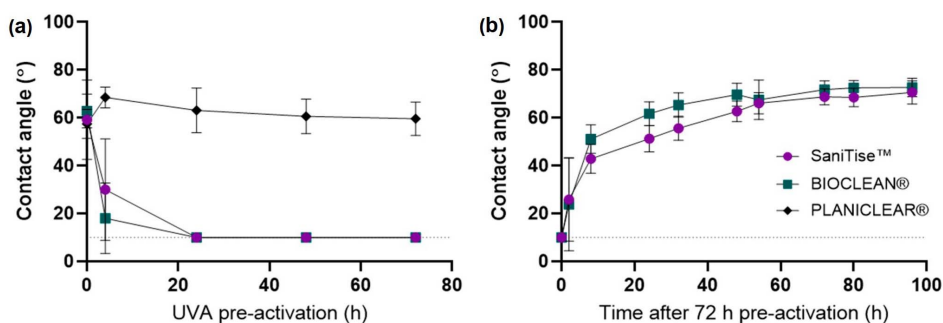 (a)
Contact angle (°)
100
80
60
40
20
0
0
20
40
60
80
UVA pre-activation (h)
(b)
Contact angle (°)
100
80
60
40
20
0
0
20
40
60
80
100
Time after 72 h pre-activation (h)
SaniTise™
BIOCLEAN®
PLANICLEAR®